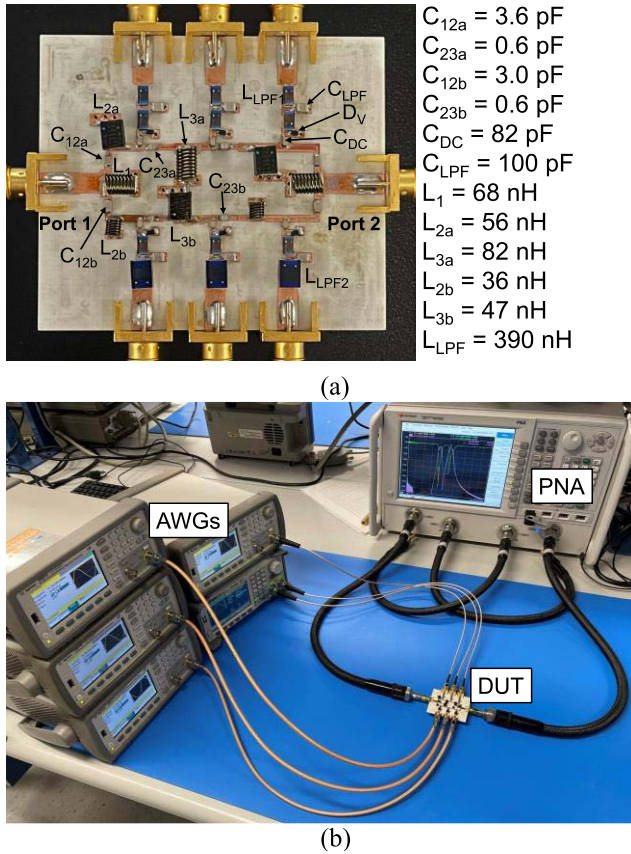 C12a = 3.6 pF
C23a = 0.6 pF
C12b = 3.0 pF
C23b = 0.6 pF
CDC = 82 pF
CLPF = 100 pF
L1 = 68 nH
L2a = 56 nH
L3a = 82 nH
L2b = 36 nH
L3b = 47 nH
LLPF = 390 nH
L2a
L3a
LLPF1
CLPF
DV
CDC
C12a
L1
C23a
C23b
Port 1
Port 2
C12b
L2b
L3b
LLPF2
(a)
AWGs
PNA
DUT
(b)